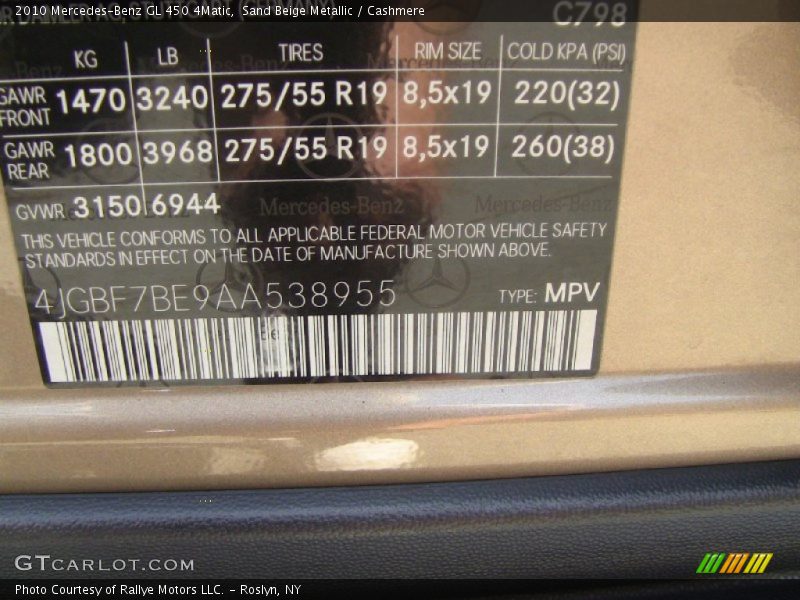 2010 Mercedes-Benz GL 450 4Matic,  Sand Beige Metallic / Cashmere
C798
KG LB TIRES RIM SIZE COLD KPA (PSI)
GAWR FRONT 1470 3240 275/55 R19 8,5x19 220(32)
GAWR REAR 1800 3968 275/55 R19 8,5x19 260(38)
GVWR 3150 6944
Mercedes-Benz Mercedes-Benz
THIS VEHICLE CONFORMS TO ALL APPLICABLE FEDERAL MOTOR VEHICLE SAFETY
STANDARDS IN EFFECT ON THE DATE OF MANUFACTURE SHOWN ABOVE.
4JGBF7BE9AA538955 TYPE: MPV
GTCARLOT.COM
Photo Courtesy of Rallye Motors LLC. - Roslyn, NY